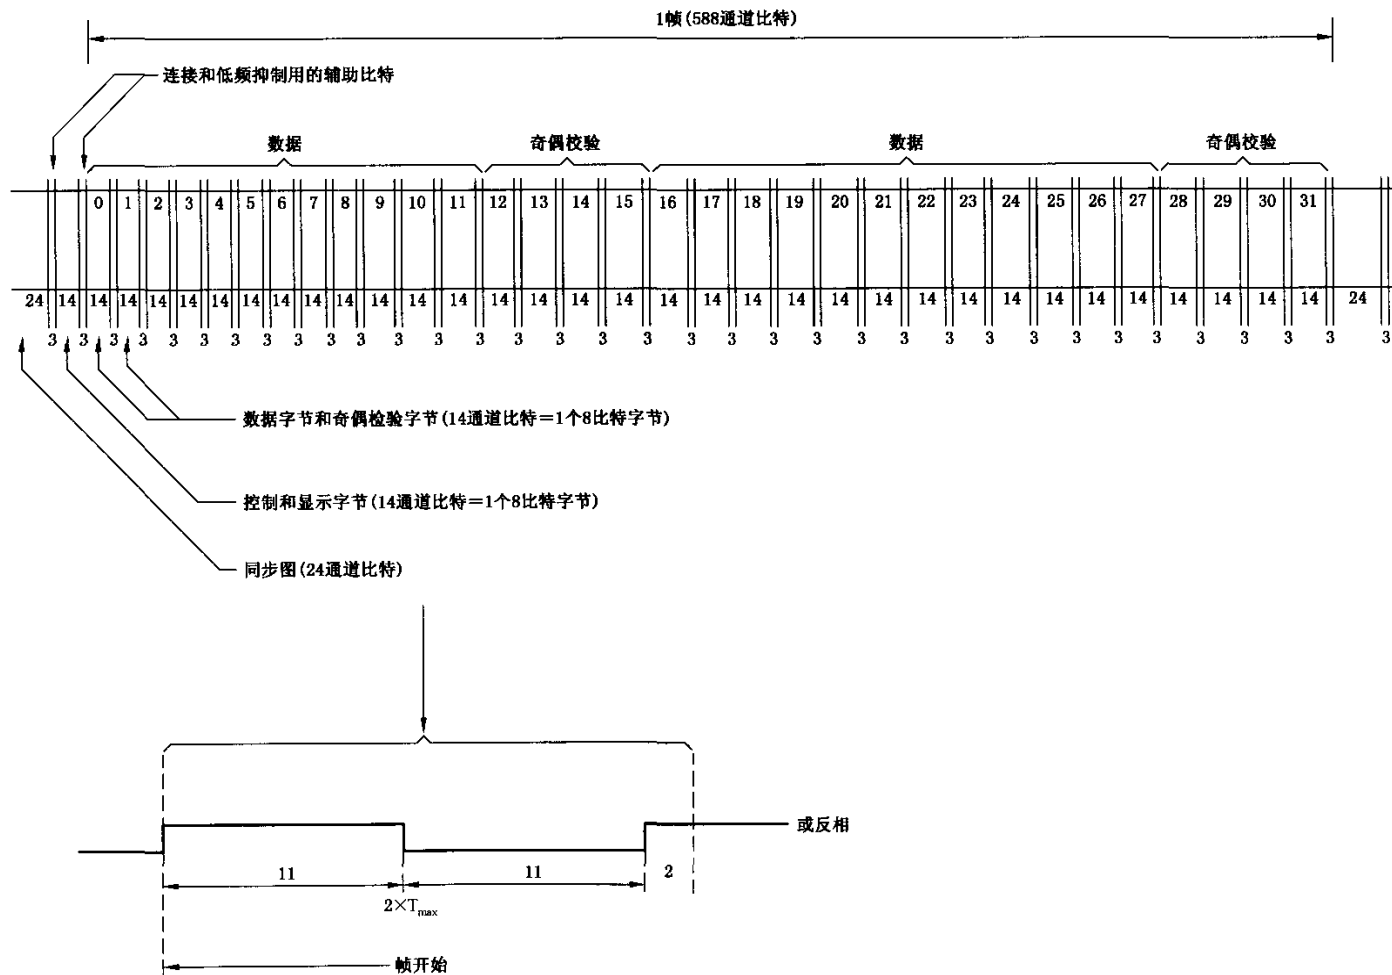 1帧(588通道比特)
连接和低频抑制用的辅助比特
数据 奇偶校验 数据 奇偶校验
0 1 2 3 4 5 6 7 8 9 10 11 12 13 14 15 16 17 18 19 20 21 22 23 24 25 26 27 28 29 30 31
24 14 14 14 14 14 14 14 14 14 14 14 14 14 14 14 14 14 14 14 14 14 14 14 14 14 14 14 14 14 14 14 14 14 24
3 3 3 3 3 3 3 3 3 3 3 3 3 3 3 3 3 3 3 3 3 3 3 3 3 3 3 3 3 3 3 3 3 3 3
数据字节和奇偶检验字节(14通道比特=1个8比特字节)
控制和显示字节(14通道比特=1个8比特字节)
同步图(24通道比特)
或反相
11 11 2
2×Tmax
帧开始